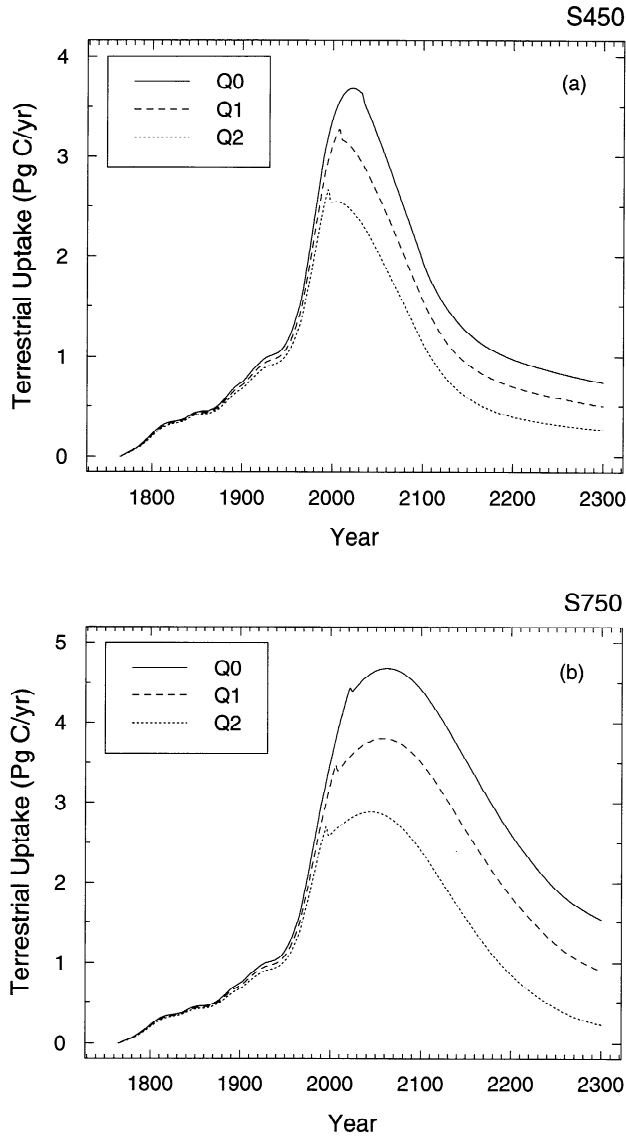 S450
(a)
Q0
Q1
Q2
4
3
2
1
0
Terrestrial Uptake (Pg C/yr)
1800 1900 2000 2100 2200 2300
Year
S750
(b)
Q0
Q1
Q2
5
4
3
2
1
0
Terrestrial Uptake (Pg C/yr)
1800 1900 2000 2100 2200 2300
Year